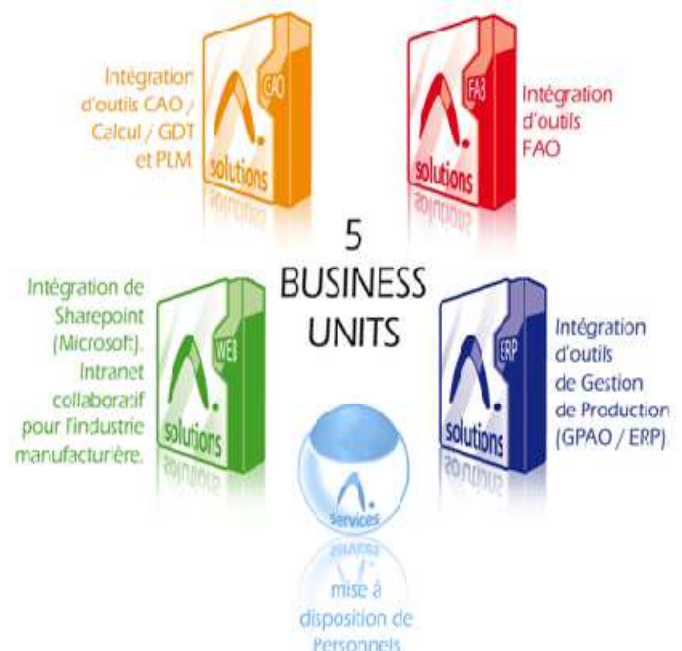 Intégration
d'outils CAO /
Calcul / GDT
et PLM.
CAO
solutions
FAB
solutions
Intégration
d'outils
FAO
5
BUSINESS
UNITS
Intégration de
Sharepoint
(Microsoft).
Intranet
collaboratif
pour l'industrie
manufacturière.
WEB
solutions
ERP
solutions
Intégration
d'outils
de Gestion
de Production
(GPAO / ERP)
services
mise à
disposition de
Personnels